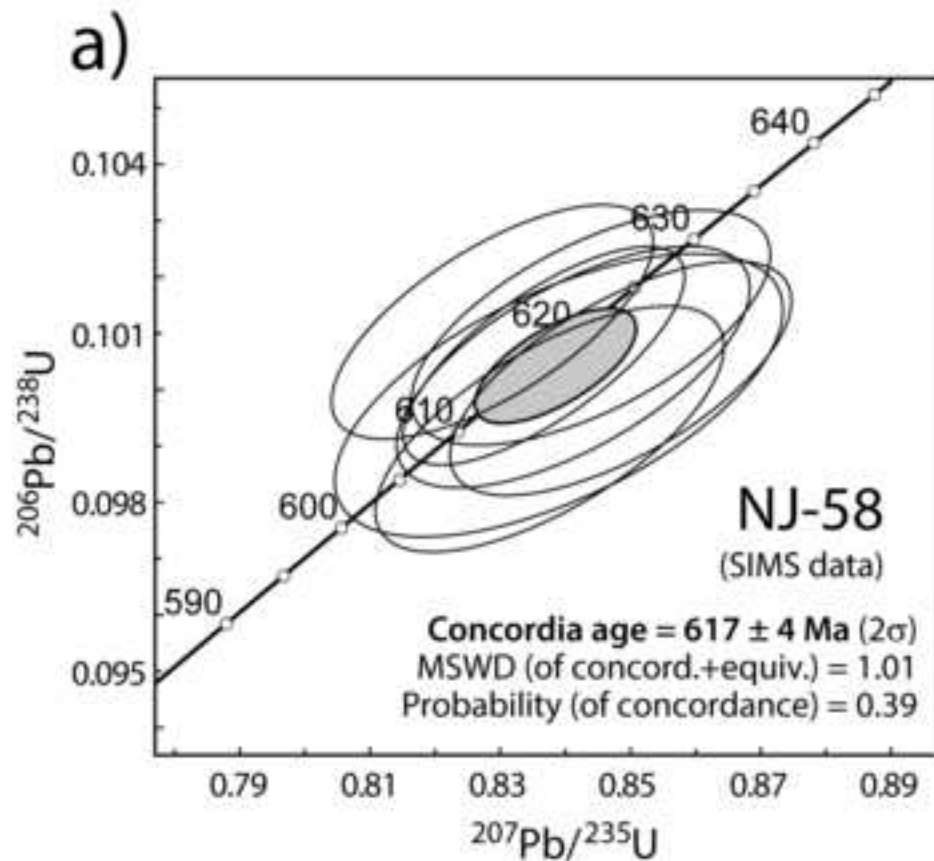 a)
640
0.104
630
620
0.101
610
0.098
600
590
0.095
206Pb/238U
NJ-58
(SIMS data)
Concordia age = 617 ± 4 Ma (2σ)
MSWD (of concord.+equiv.) = 1.01
Probability (of concordance) = 0.39
0.79 0.81 0.83 0.85 0.87 0.89
207Pb/235U